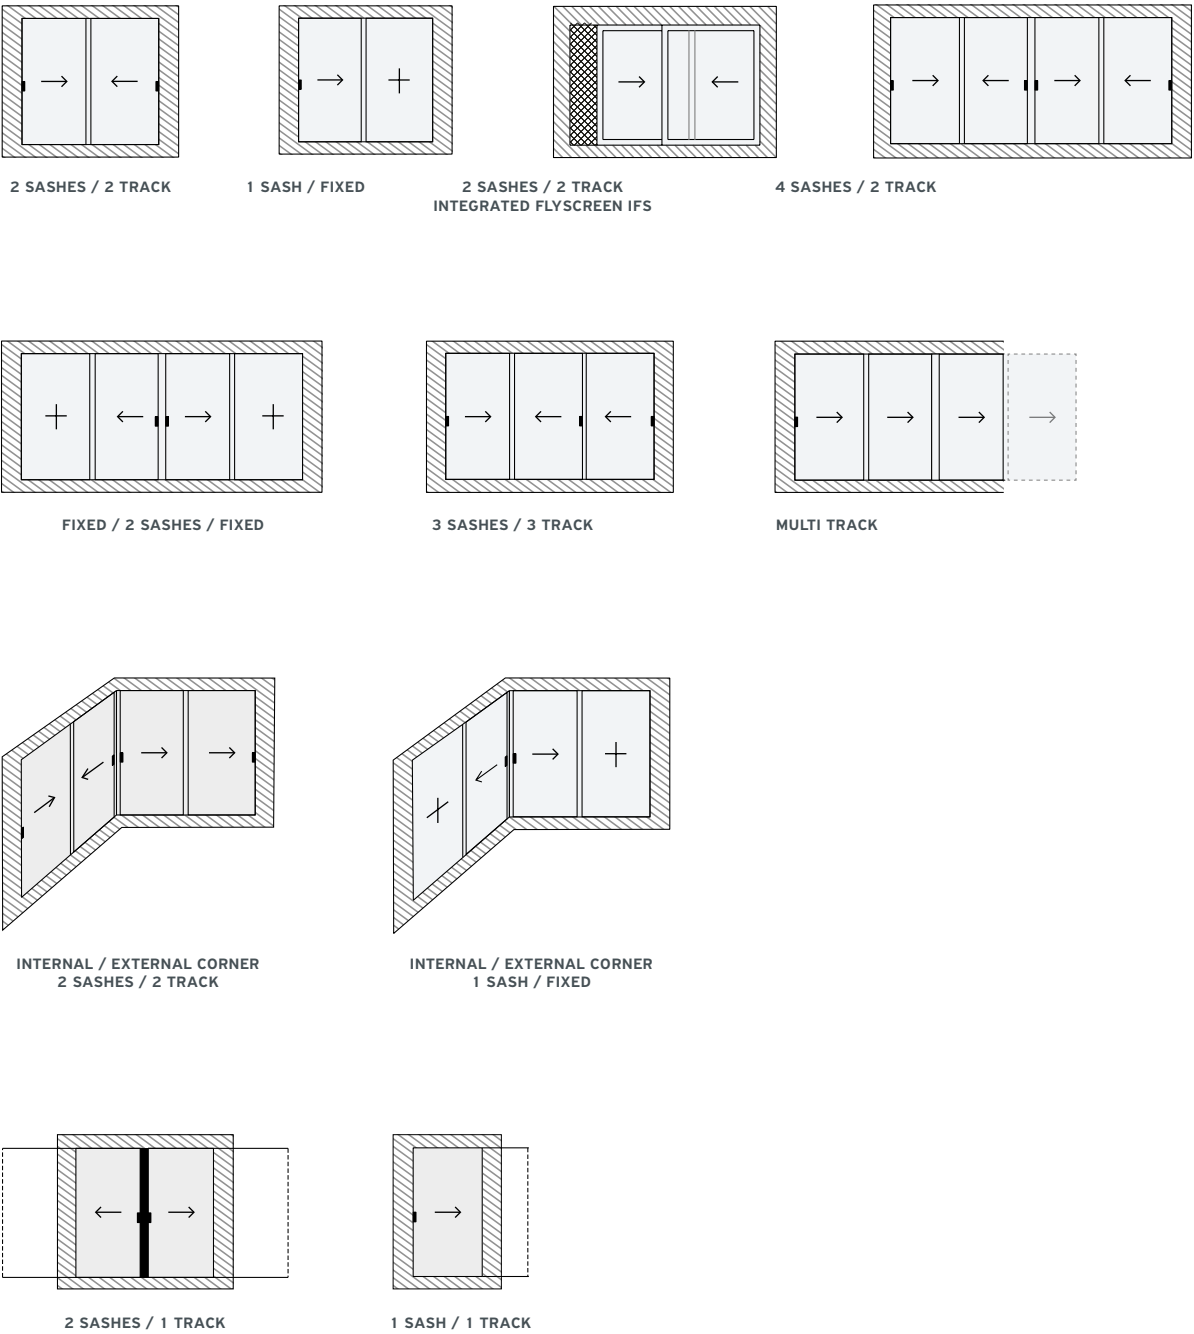 2 SASHES / 2 TRACK
1 SASH / FIXED
2 SASHES / 2 TRACK
INTEGRATED FLYSCREEN IFS
4 SASHES / 2 TRACK
FIXED / 2 SASHES / FIXED
3 SASHES / 3 TRACK
MULTI TRACK
INTERNAL / EXTERNAL CORNER
2 SASHES / 2 TRACK
INTERNAL / EXTERNAL CORNER
1 SASH / FIXED
2 SASHES / 1 TRACK
1 SASH / 1 TRACK